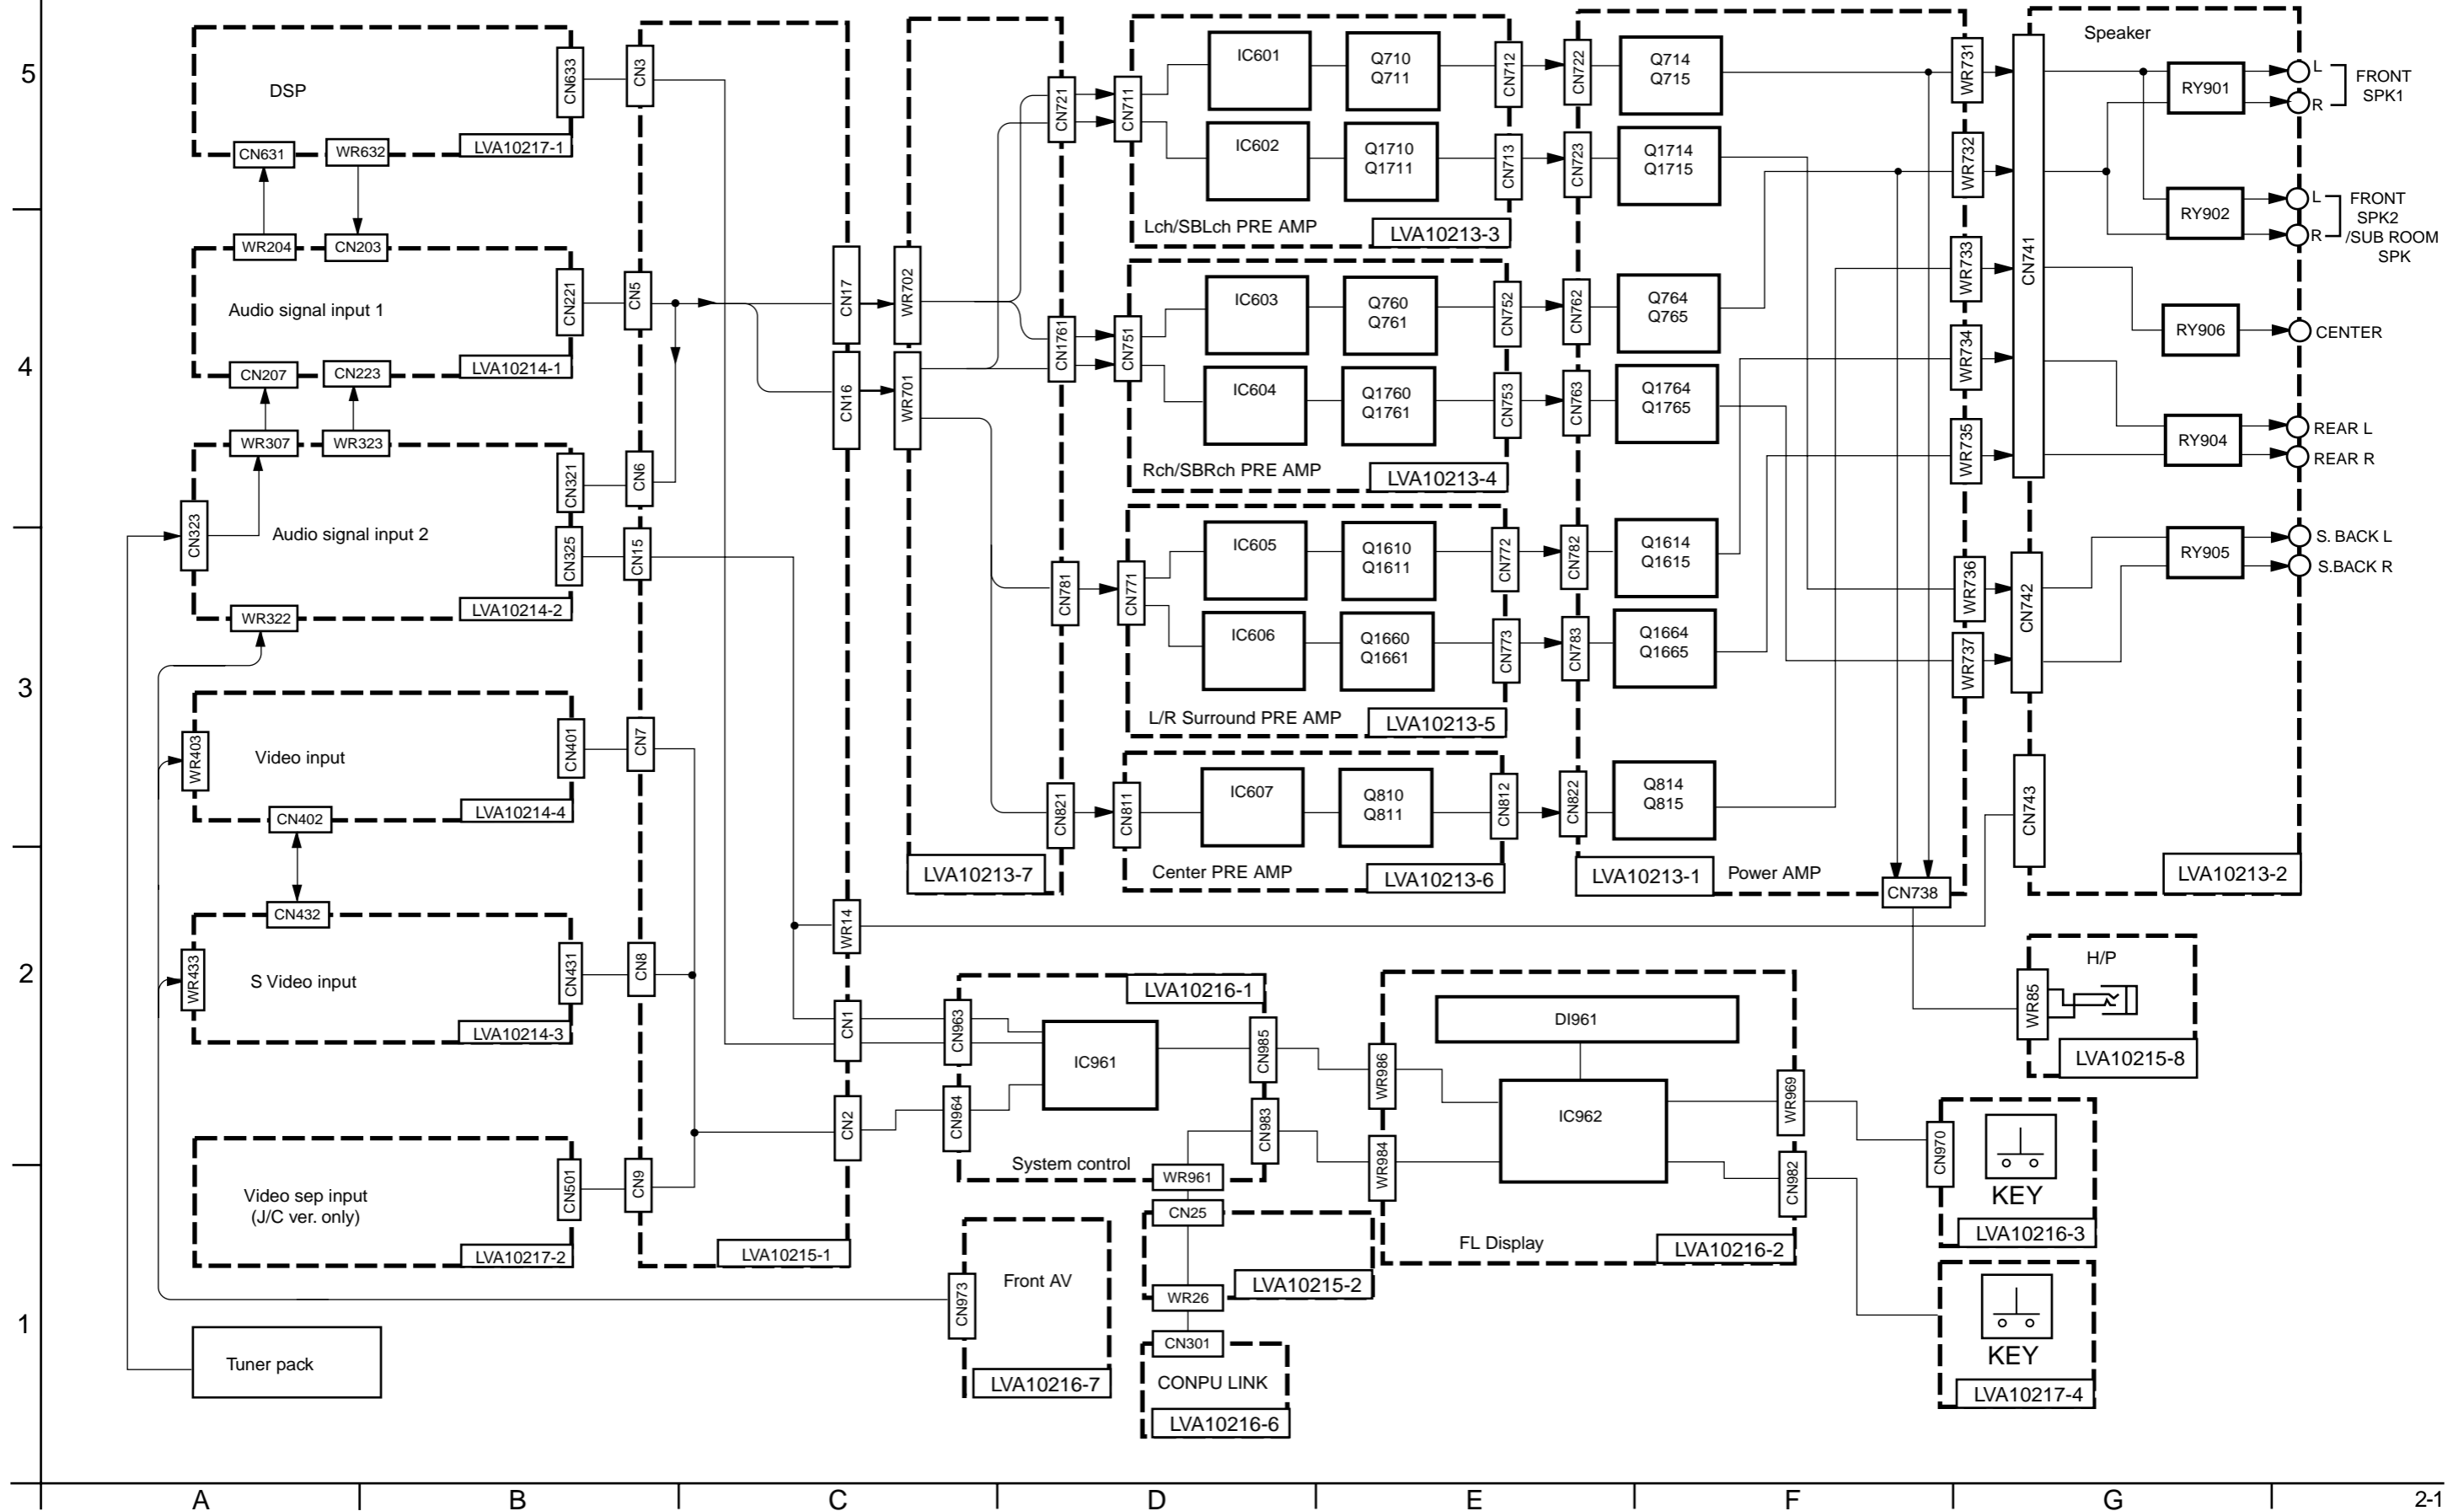 5
4
3
2
1
DSP
CN633
CN631
WR632
LVA10217-1
WR204
CN203
Audio signal input 1
CN221
CN207
CN223
LVA10214-1
WR307
WR323
CN321
CN323
Audio signal input 2
CN325
WR322
LVA10214-2
WR403
Video input
CN401
CN402
LVA10214-4
CN432
WR433
S Video input
CN431
LVA10214-3
Video sep input
(J/C ver. only)
CN501
LVA10217-2
Tuner pack
CN3
CN5
CN6
CN15
CN7
CN8
CN9
CN17
CN16
WR14
CN1
CN2
LVA10215-1
WR702
WR701
CN721
CN1761
CN781
CN821
LVA10213-7
CN711
IC601
Q710
Q711
CN712
IC602
Q1710
Q1711
CN713
Lch/SBLch PRE AMP
LVA10213-3
CN751
IC603
Q760
Q761
CN752
IC604
Q1760
Q1761
CN753
Rch/SBRch PRE AMP
LVA10213-4
CN771
IC605
Q1610
Q1611
CN772
IC606
Q1660
Q1661
CN773
L/R Surround PRE AMP
LVA10213-5
CN811
IC607
Q810
Q811
CN812
Center PRE AMP
LVA10213-6
CN722
Q714
Q715
CN723
Q1714
Q1715
CN762
Q764
Q765
CN763
Q1764
Q1765
CN782
Q1614
Q1615
CN783
Q1664
Q1665
CN822
Q814
Q815
LVA10213-1
Power AMP
CN738
WR731
WR732
WR733
WR734
WR735
WR736
WR737
Speaker
CN741
CN742
CN743
RY901
RY902
RY906
RY904
RY905
LVA10213-2
L
R
FRONT
SPK1
L
R
FRONT
SPK2
/SUB ROOM
SPK
CENTER
REAR L
REAR R
S. BACK L
S.BACK R
H/P
WR85
LVA10215-8
LVA10216-1
CN963
CN964
IC961
CN985
CN983
System control
WR961
CN25
LVA10215-2
WR26
CN301
CONPU LINK
LVA10216-6
CN973
Front AV
LVA10216-7
DI961
WR986
WR984
IC962
WR969
CN982
FL Display
LVA10216-2
CN970
KEY
LVA10216-3
KEY
LVA10217-4
A
B
C
D
E
F
G
2-1